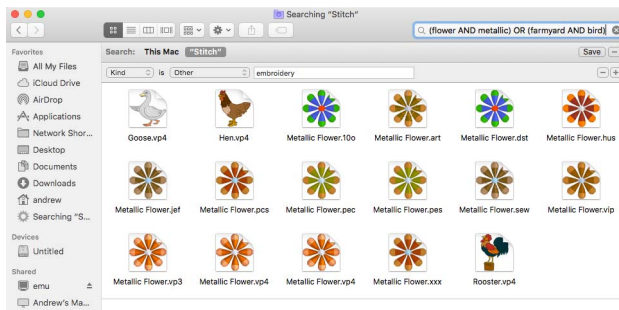 Searching "Stitch"
(flower AND metallic) OR (farmyard AND bird)
Favorites
All My Files
iCloud Drive
AirDrop
Applications
Network Shor...
Desktop
Documents
Downloads
andrew
Searching "S...
Devices
Untitled
Shared
emu
Andrew's Ma...
Search: This Mac "Stitch" Save
Kind is Other embroidery
Goose.vp4 Hen.vp4 Metallic Flower.10o Metallic Flower.art Metallic Flower.dst Metallic Flower.hus
Metallic Flower.jef Metallic Flower.pcs Metallic Flower.pec Metallic Flower.pes Metallic Flower.sew Metallic Flower.vip
Metallic Flower.vp3 Metallic Flower.vp4 Metallic Flower.vp4 Metallic Flower.xxx Rooster.vp4